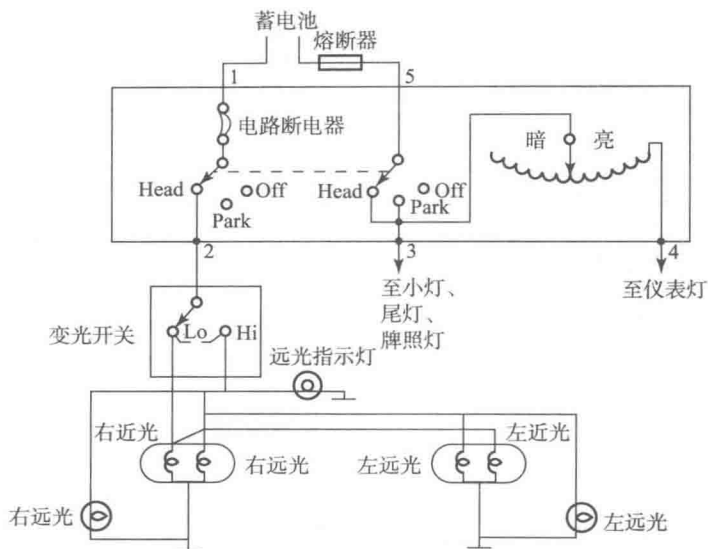 蓄电池
熔断器
1
5
电路断电器
暗 亮
Head
Off
Park
Head
Off
Park
2
3
4
至小灯、
尾灯、
牌照灯
至仪表灯
变光开关
Lo
Hi
远光指示灯
右近光
左近光
右远光
左远光
右远光
左远光